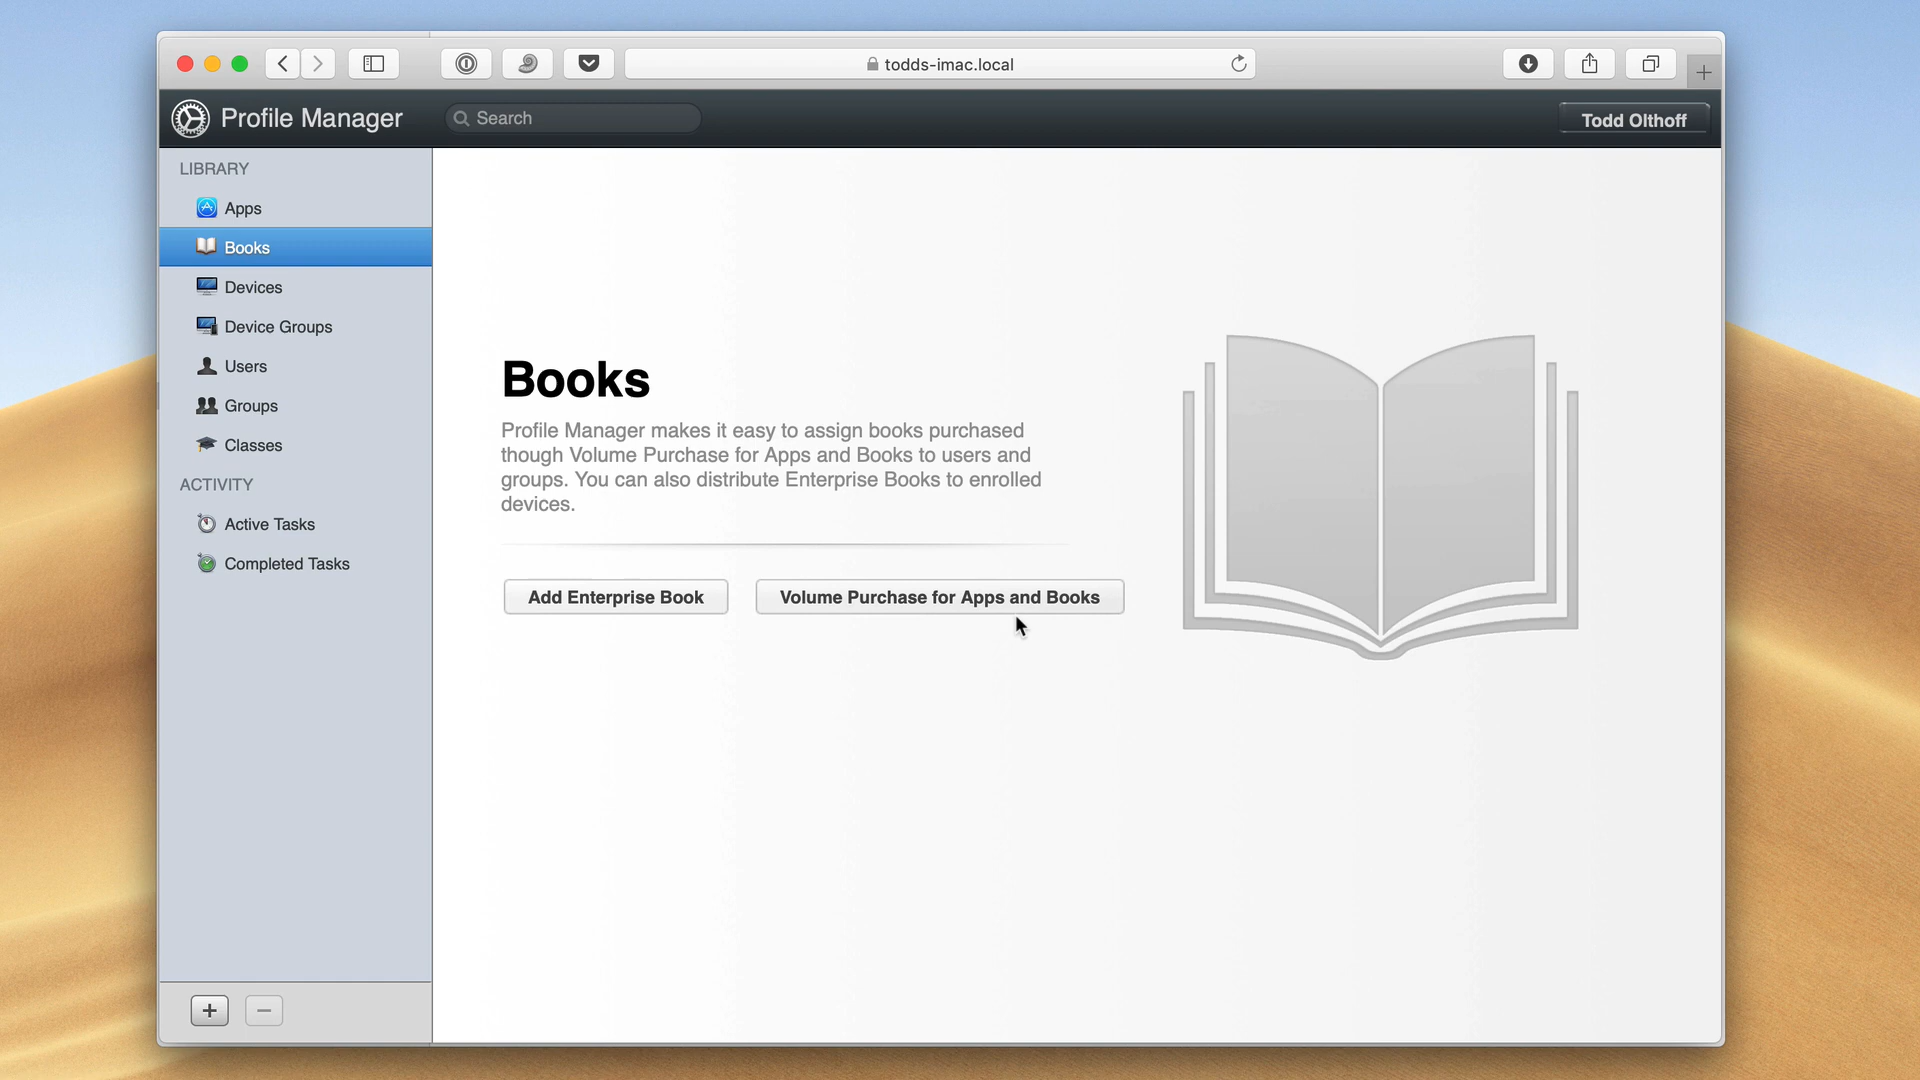 todds-imac.local
Profile Manager
Search
Todd Olthoff
LIBRARY
Apps
Books
Devices
Device Groups
Users
Groups
Classes
ACTIVITY
Active Tasks
Completed Tasks
Books
Profile Manager makes it easy to assign books purchased
though Volume Purchase for Apps and Books to users and
groups. You can also distribute Enterprise Books to enrolled
devices.
Add Enterprise Book
Volume Purchase for Apps and Books